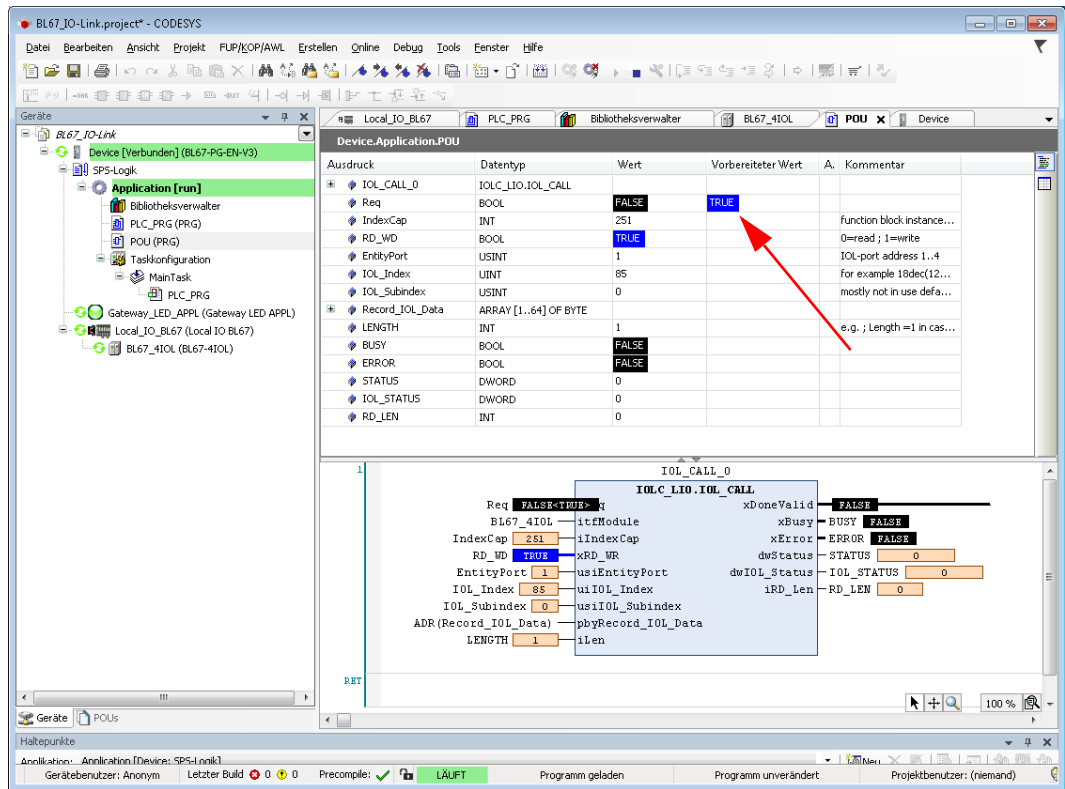 BL67_IO-Link.project* - CODESYS
Datei Bearbeiten Ansicht Projekt FUP/KOP/AWL Erstellen Online Debug Tools Fenster Hilfe
Geräte
BL67_IO-Link
Device [Verbunden] (BL67-PG-EN-V3)
SPS-Logik
Application [run]
Bibliotheksverwalter
PLC_PRG (PRG)
POU (PRG)
Taskkonfiguration
MainTask
PLC_PRG
Gateway_LED_APPL (Gateway LED APPL)
Local_IO_BL67 (Local IO BL67)
BL67_4IOL (BL67-4IOL)
Geräte POUs
Local_IO_BL67 PLC_PRG Bibliotheksverwalter BL67_4IOL POU Device
Device.Application.POU
Ausdruck Datentyp Wert Vorbereiteter Wert A. Kommentar
IOL_CALL_0 IOLC_LIO.IOL_CALL
Req BOOL FALSE TRUE
IndexCap INT 251 function block instance...
RD_WD BOOL TRUE 0=read ; 1=write
EntityPort USINT 1 IOL-port address 1..4
IOL_Index UINT 85 for example 18dec(12...
IOL_Subindex USINT 0 mostly not in use defa...
Record_IOL_Data ARRAY [1..64] OF BYTE
LENGTH INT 1 e.g. ; Length =1 in cas...
BUSY BOOL FALSE
ERROR BOOL FALSE
STATUS DWORD 0
IOL_STATUS DWORD 0
RD_LEN INT 0
1
IOL_CALL_0
IOLC_LIO.IOL_CALL
Req FALSE<TRUE> q xDoneValid FALSE
BL67_4IOL itfModule xBusy BUSY FALSE
IndexCap 251 iIndexCap xError ERROR FALSE
RD_WD TRUE xRD_WR dwStatus STATUS 0
EntityPort 1 usiEntityPort dwIOL_Status IOL_STATUS 0
IOL_Index 85 uiIOL_Index iRD_Len RD_LEN 0
IOL_Subindex 0 usiIOL_Subindex
ADR(Record_IOL_Data) pbyRecord_IOL_Data
LENGTH 1 iLen
RET
100 %
Haltepunkte
Applikation: Application [Device: SPS-Logik] Neu
Gerätebenutzer: Anonym Letzter Build 0 0 Precompile: LÄUFT Programm geladen Programm unverändert Projektbenutzer: (niemand)